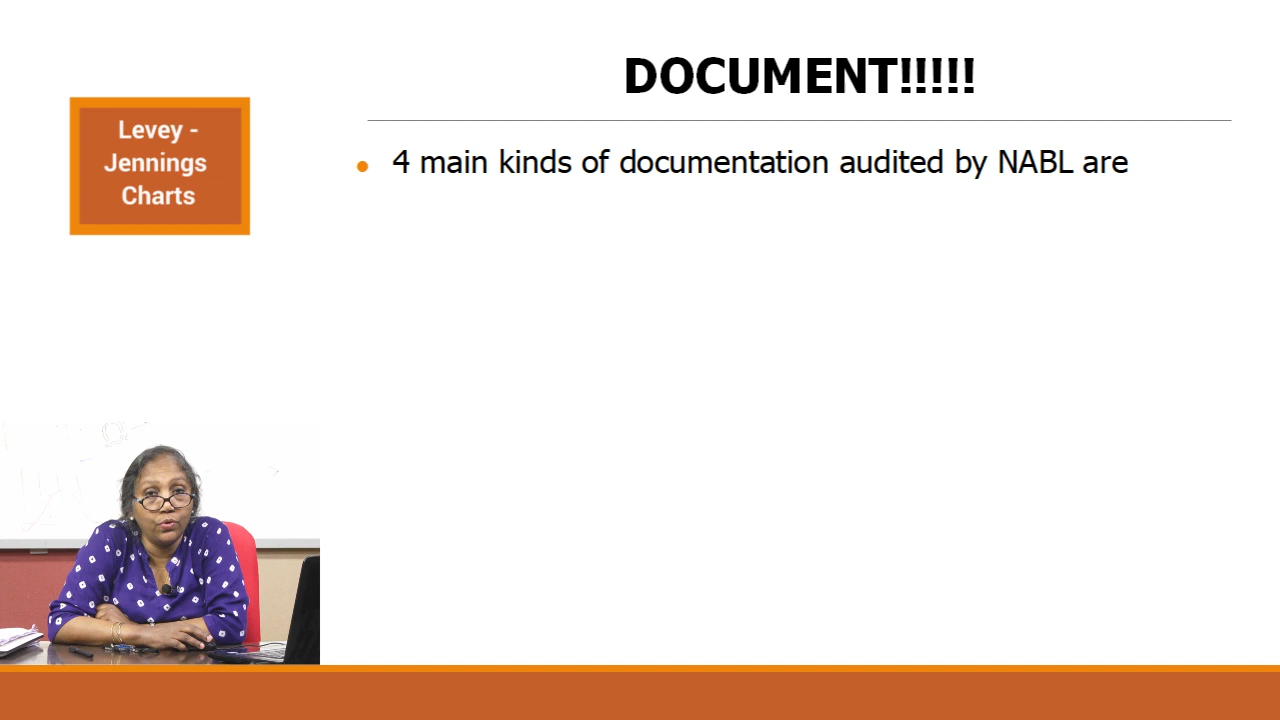 DOCUMENT!!!!!
Levey -
Jennings
Charts
4 main kinds of documentation audited by NABL are